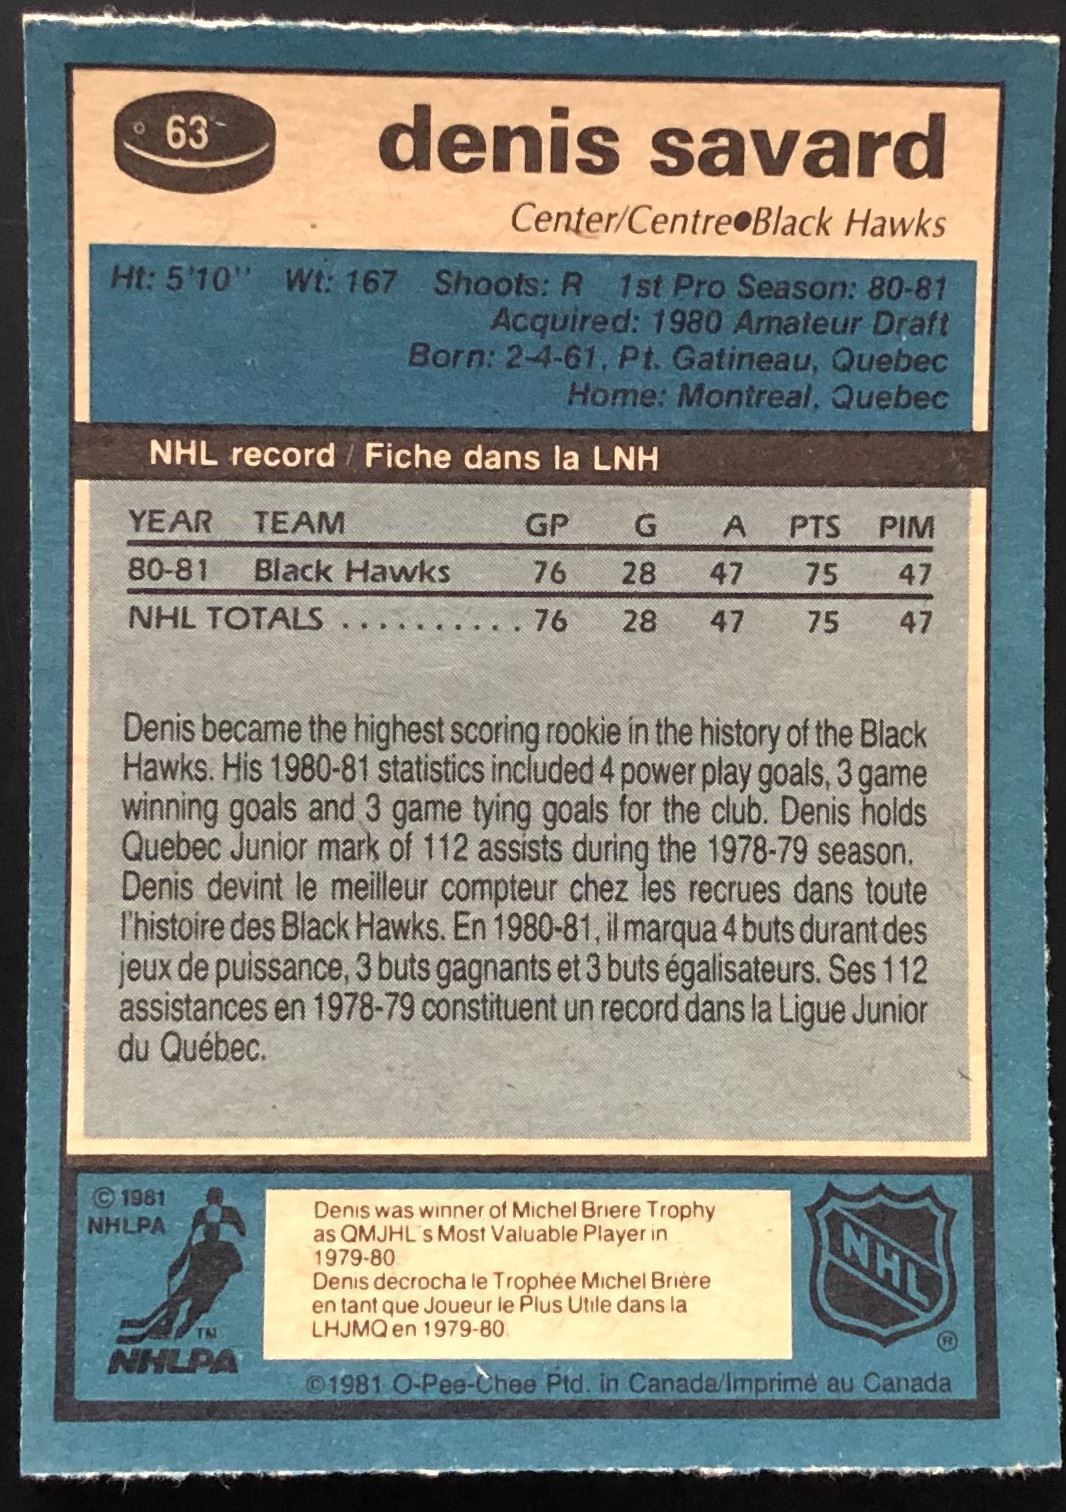 63
denis savard
Center/Centre●Black Hawks
Ht: 5'10" Wt: 167 Shoots: R 1st Pro Season: 80-81
Acquired: 1980 Amateur Draft
Born: 2-4-61, Pt. Gatineau, Quebec
Home: Montreal, Quebec
NHL record / Fiche dans la LNH
YEAR TEAM GP G A PTS PIM
80-81 Black Hawks 76 28 47 75 47
NHL TOTALS .......... 76 28 47 75 47
Denis became the highest scoring rookie in the history of the Black
Hawks. His 1980-81 statistics included 4 power play goals, 3 game
winning goals and 3 game tying goals for the club. Denis holds
Quebec Junior mark of 112 assists during the 1978-79 season.
Denis devint le meilleur compteur chez les recrues dans toute
l'histoire des Black Hawks. En 1980-81, il marqua 4 buts durant des
jeux de puissance, 3 buts gagnants et 3 buts égalisateurs. Ses 112
assistances en 1978-79 constituent un record dans la Ligue Junior
du Québec.
© 1981
NHLPA
TM
NHLPA
Denis was winner of Michel Briere Trophy
as QMJHL's Most Valuable Player in
1979-80
Denis décrocha le Trophée Michel Brière
en tant que Joueur le Plus Utile dans la
LHJMQ en 1979-80.
NHL
®
©1981 O-Pee-Chee Ptd. in Canada/Imprimé au Canada